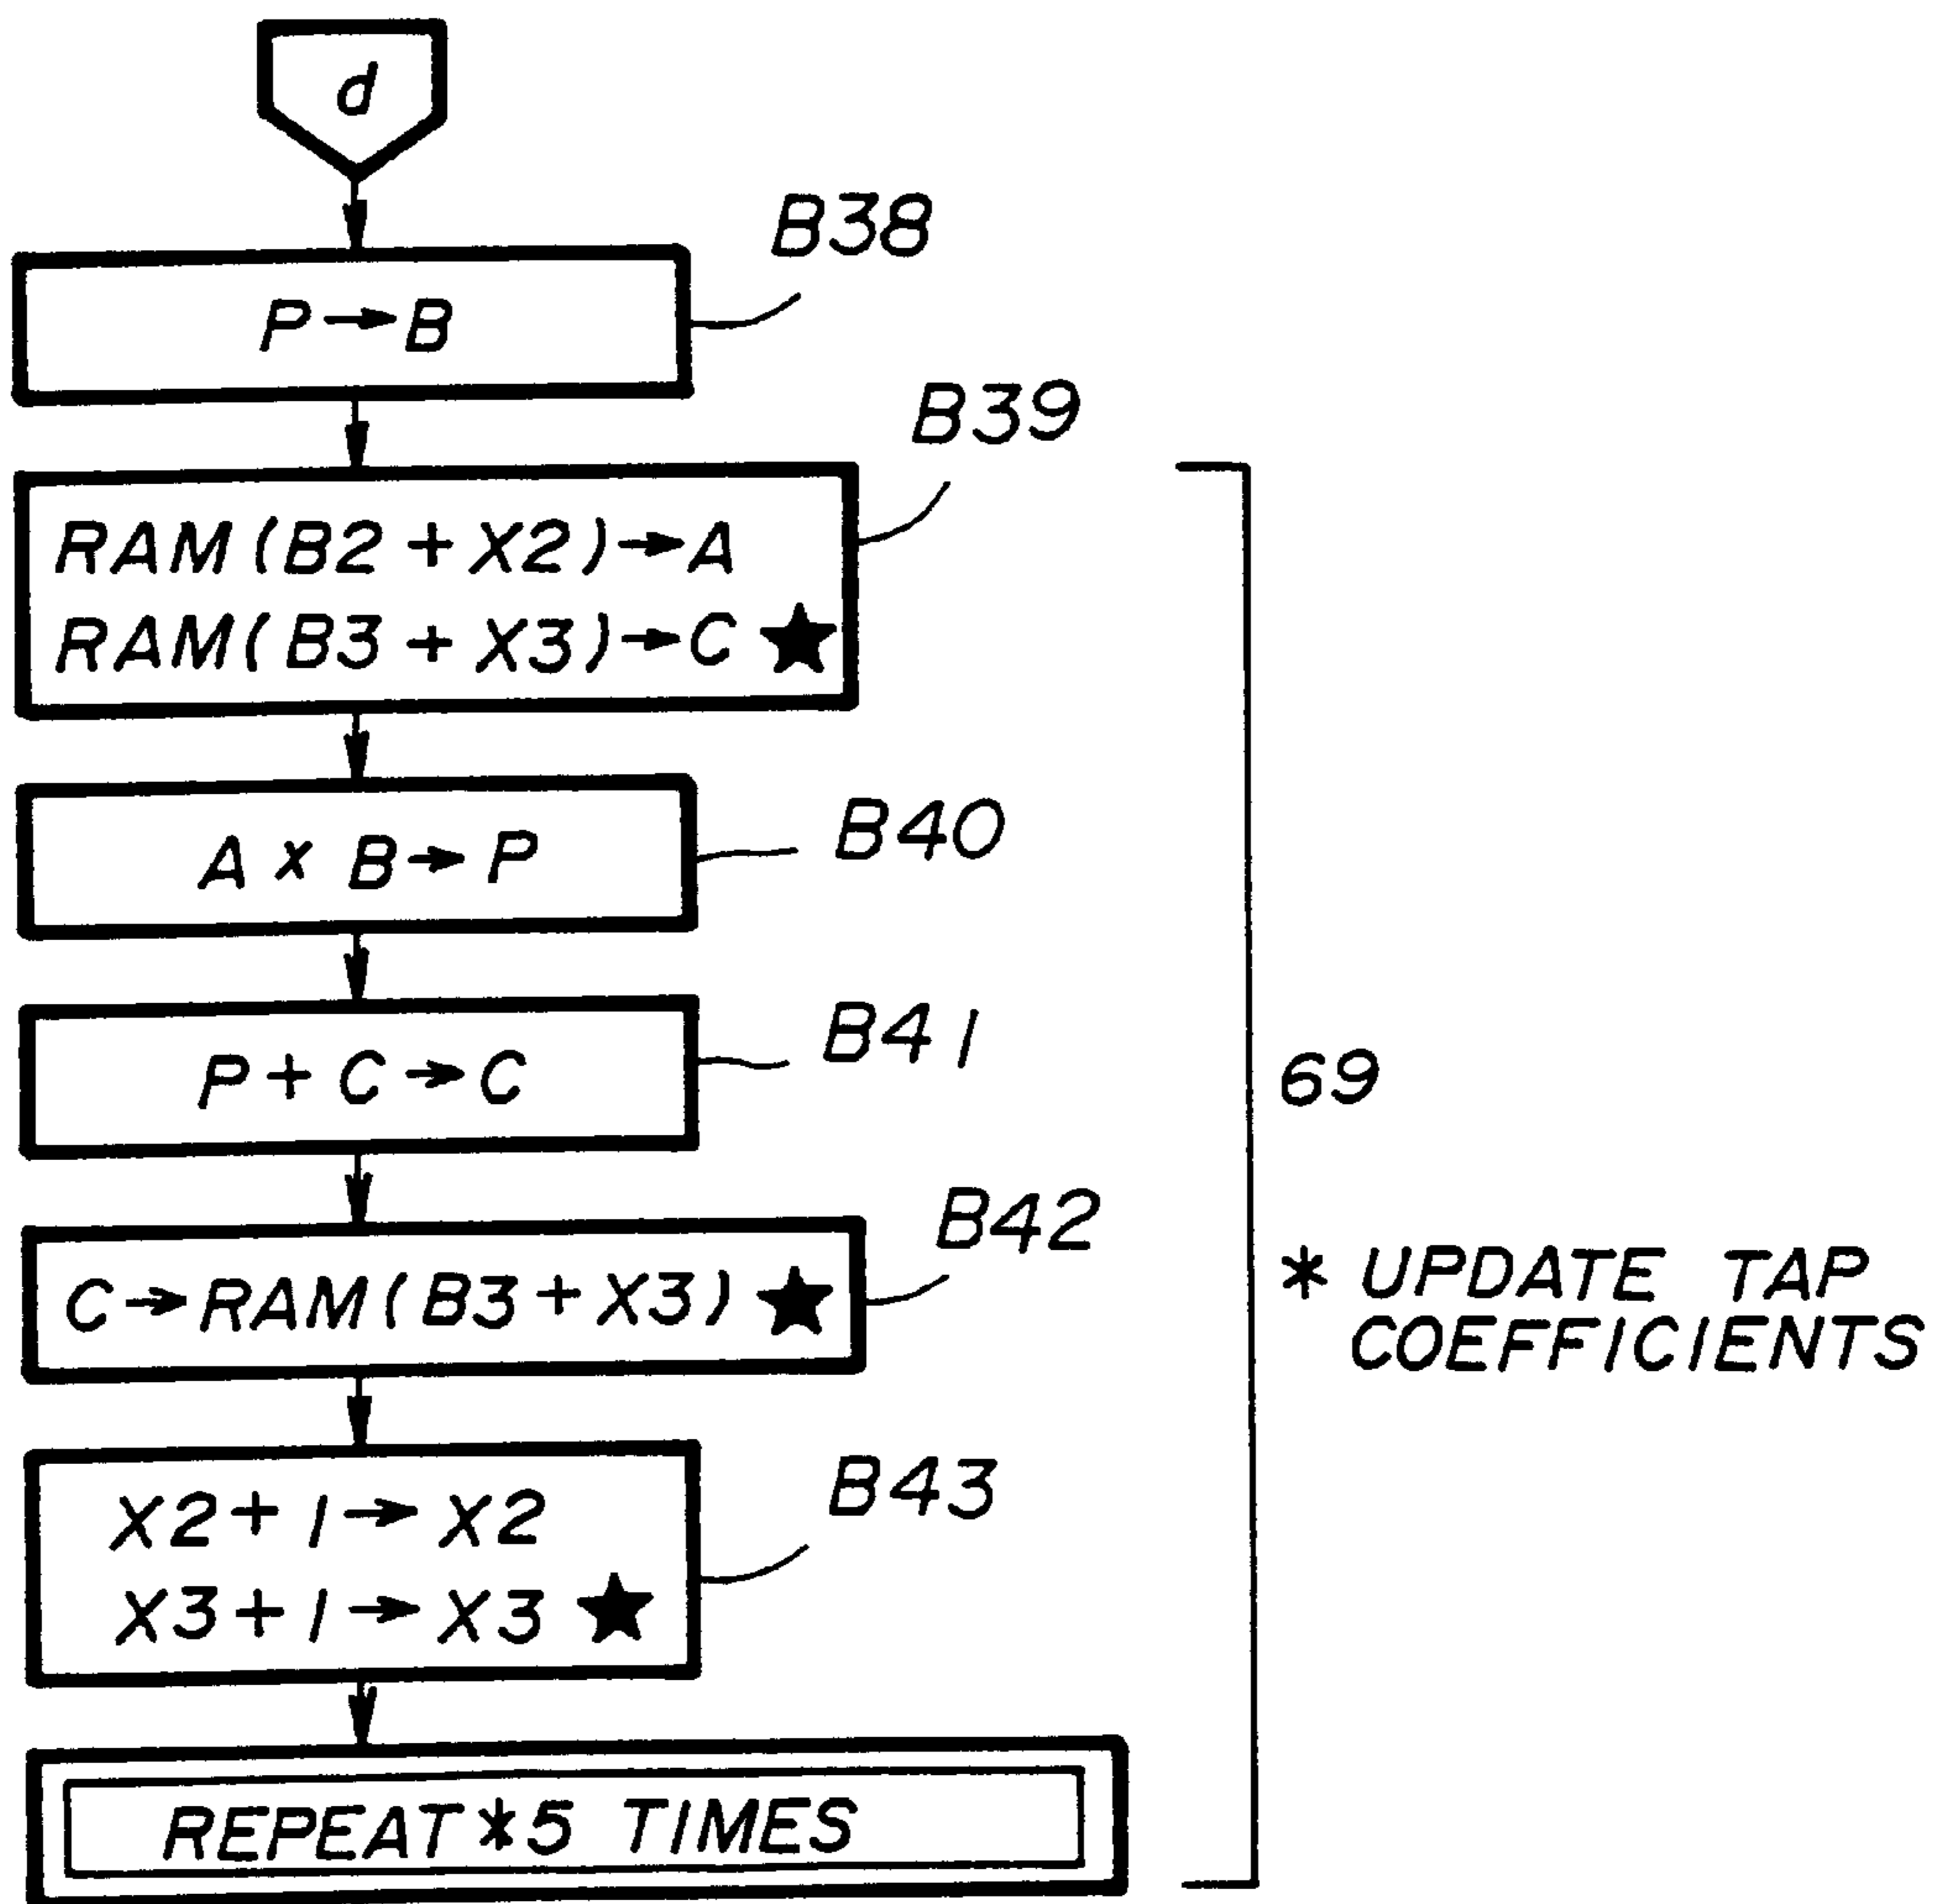 d
B38
P→B
B39
RAM(B2+X2)→A
RAM(B3+X3)→C ★
A × B→P
B40
P+C→C
B41
69
C→RAM(B3+X3) ★
B42
* UPDATE TAP
COEFFICIENTS
X2+1→X2
X3+1→X3 ★
B43
REPEAT*5 TIMES